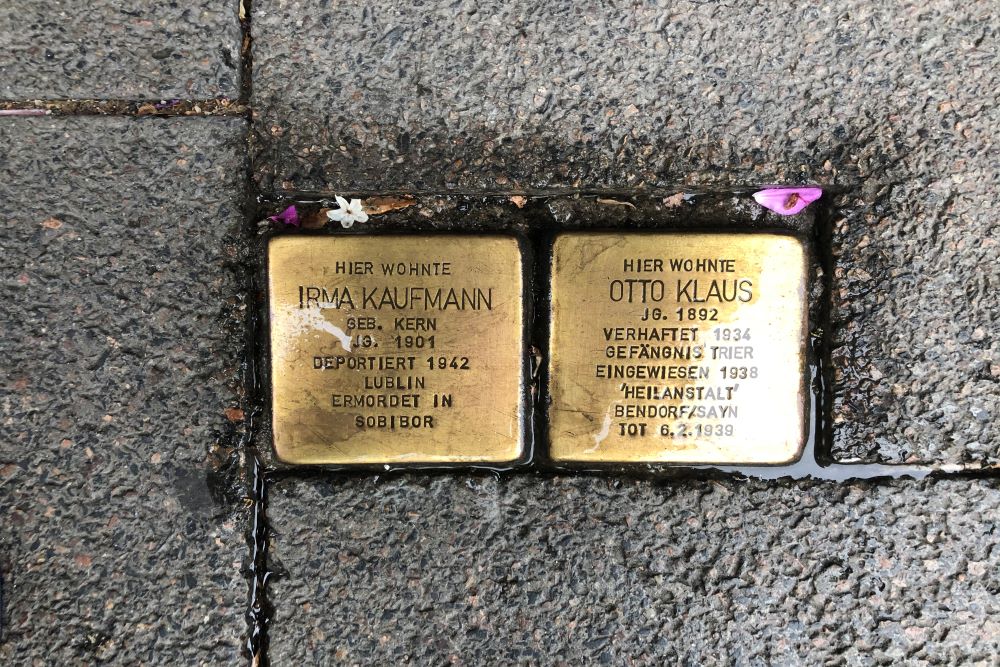 HIER WOHNTE
IRMA KAUFMANN
GEB. KERN
JG. 1901
DEPORTIERT 1942
LUBLIN
ERMORDET IN
SOBIBOR
HIER WOHNTE
OTTO KLAUS
JG. 1892
VERHAFTET 1934
GEFÄNGNIS TRIER
EINGEWIESEN 1938
'HEILANSTALT'
BENDORF/SAYN
TOT 6.2.1939